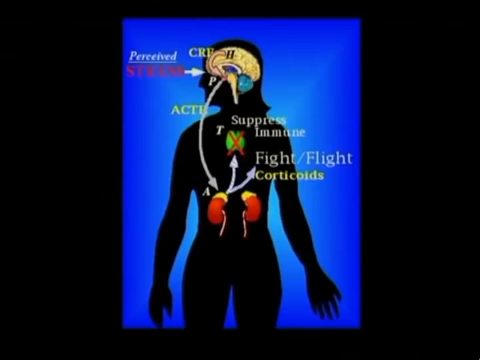 Perceived
STRESS
CRF
H
P
ACTH
Suppress
Immune
T
Fight/Flight
Corticoids
A